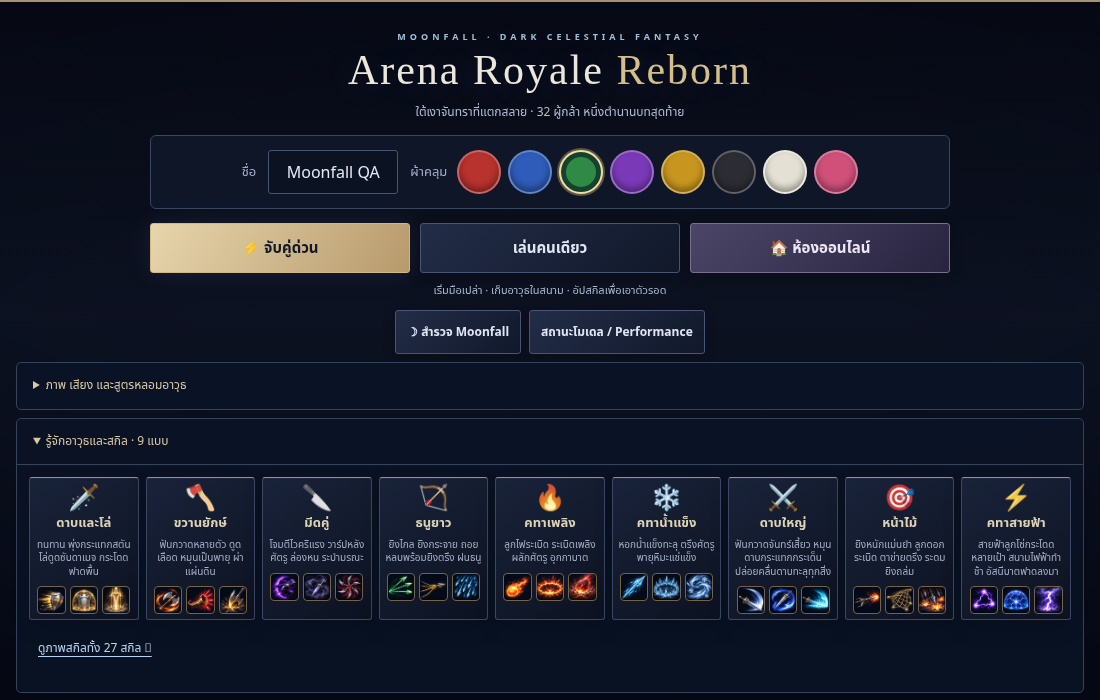 MOONFALL · DARK CELESTIAL FANTASY
Arena Royale Reborn
ใต้เงาจันทราที่แตกสลาย · 32 ผู้กล้า หนึ่งตำนานบทสุดท้าย
ชื่อ Moonfall QA ผ้าคลุม
⚡ จับคู่ด่วน เล่นคนเดียว 🏠 ห้องออนไลน์
เริ่มมือเปล่า · เก็บอาวุธในสนาม · อัปสกิลเพื่อเอาตัวรอด
☽ สำรวจ Moonfall สถานะโมเดล / Performance
▶ ภาพ เสียง และสูตรหลอมอาวุธ
▼ รู้จักอาวุธและสกิล · 9 แบบ
ดาบและโล่
ทนทาน พุ่งกระแทกสตัน
โล่ดูดซับดาเมจ กระโดด
ฟาดพื้น
ขวานยักษ์
ฟันกวาดหลายตัว ดูด
เลือด หมุนเป็นพายุ ผ่า
แผ่นดิน
มีดคู่
โจมตีไวคริแรง วาร์ปหลัง
ศัตรู ล่องหน ระบำมรณะ
ธนูยาว
ยิงไกล ยิงกระจาย ถอย
หลบพร้อมยิงตรึง ฝนธนู
คทาเพลิง
ลูกไฟระเบิด ระเบิดเพลิง
ผลักศัตรู อุกกาบาต
คทาน้ำแข็ง
หอกน้ำแข็งทะลุ ตรึงศัตรู
พายุหิมะแช่แข็ง
ดาบใหญ่
ฟันกวาดจันทร์เสี้ยว หมุน
ดาบกระแทกกระเด็น
ปล่อยคลื่นดาบทะลุทุกสิ่ง
หน้าไม้
ยิงหนักแม่นยำ ลูกดอก
ระเบิด ตาข่ายตรึง ระดม
ยิงถล่ม
คทาสายฟ้า
สายฟ้าลูกโซ่กระโดด
หลายเป้า สนามไฟฟ้าทำ
ช้า อัสนีบาตฟาดลงมา
ดูภาพสกิลทั้ง 27 สกิล